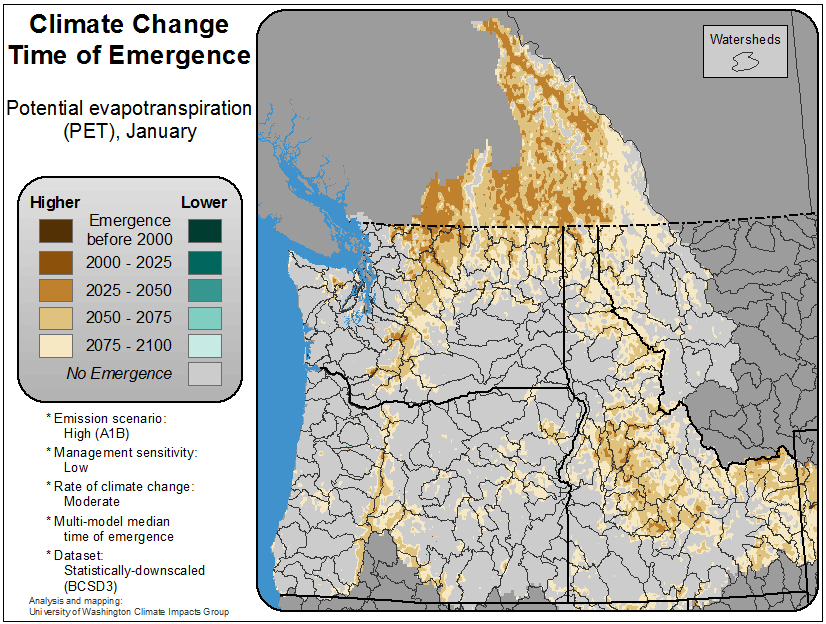 Climate Change
Time of Emergence
Potential evapotranspiration
(PET), January
Higher
Lower
Emergence
before 2000
2000 - 2025
2025 - 2050
2050 - 2075
2075 - 2100
No Emergence
* Emission scenario:
High (A1B)
* Management sensitivity:
Low
* Rate of climate change:
Moderate
* Multi-model median
time of emergence
* Dataset:
Statistically-downscaled
(BCSD3)
Analysis and mapping:
University of Washington Climate Impacts Group
Watersheds